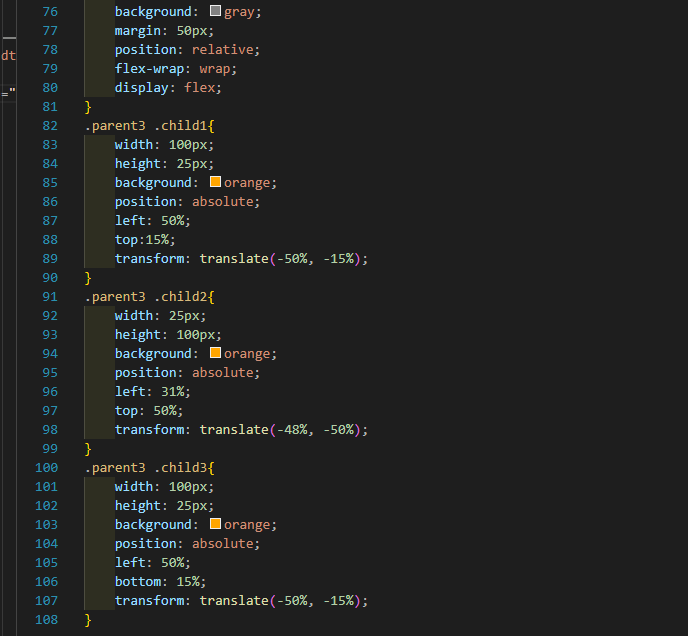 76 background: gray;
77 margin: 50px;
78 position: relative;
79 flex-wrap: wrap;
80 display: flex;
81 }
82 .parent3 .child1{
83 width: 100px;
84 height: 25px;
85 background: orange;
86 position: absolute;
87 left: 50%;
88 top:15%;
89 transform: translate(-50%, -15%);
90 }
91 .parent3 .child2{
92 width: 25px;
93 height: 100px;
94 background: orange;
95 position: absolute;
96 left: 31%;
97 top: 50%;
98 transform: translate(-48%, -50%);
99 }
100 .parent3 .child3{
101 width: 100px;
102 height: 25px;
103 background: orange;
104 position: absolute;
105 left: 50%;
106 bottom: 15%;
107 transform: translate(-50%, -15%);
108 }
dt
="